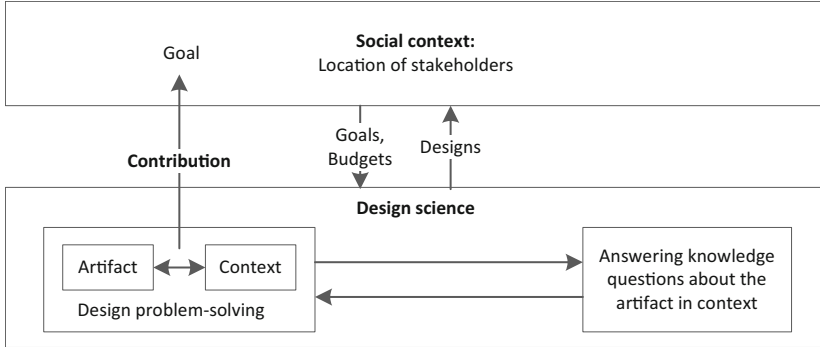 Social context:
Goal
Location of stakeholders
Goals,
Budgets
Designs
Contribution
Design science
Artifact
Context
Design problem-solving
Answering knowledge
questions about the
artifact in context